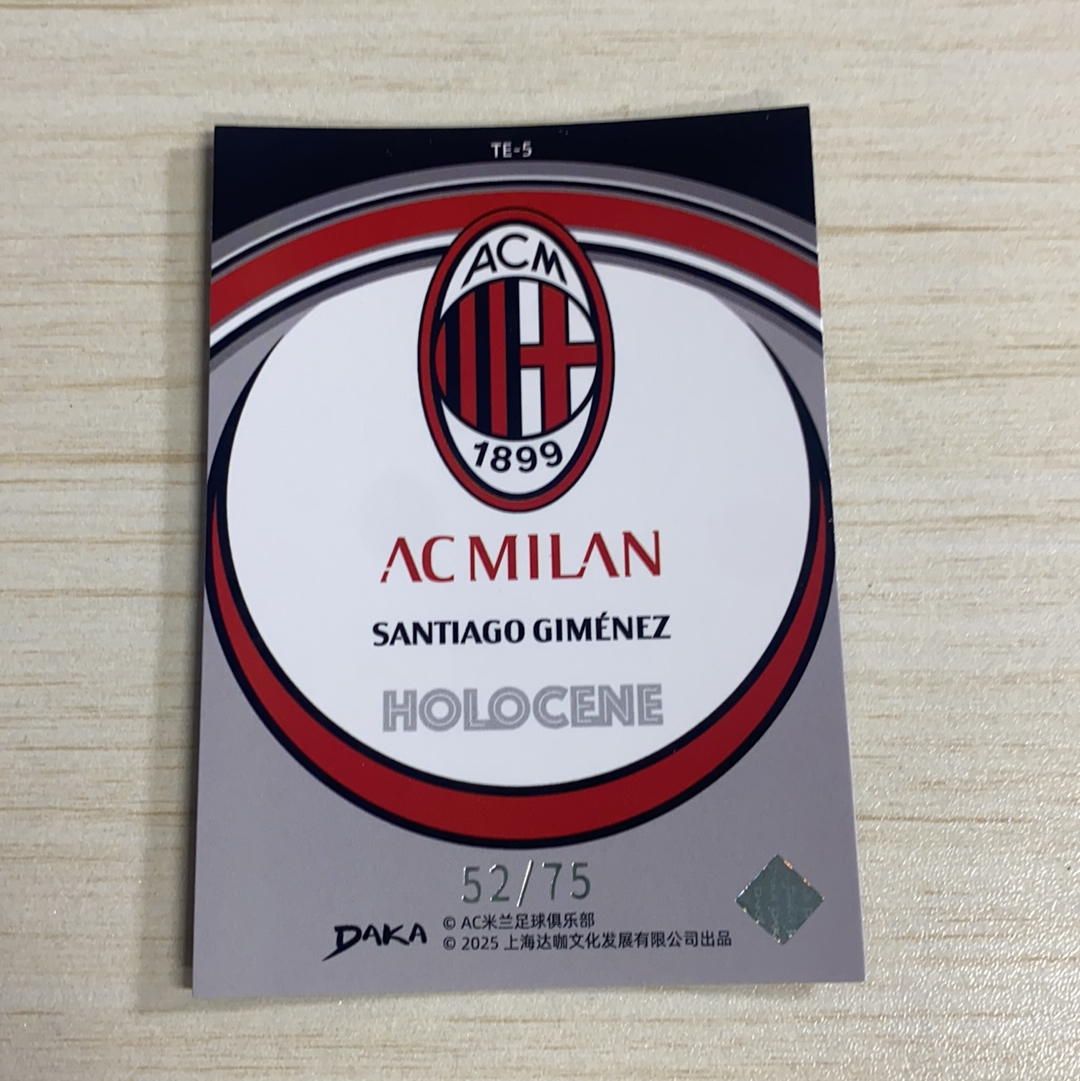 TE-5
ACM
1899
AC MILAN
SANTIAGO GIMÉNEZ
HOLOCENE
52/75
DAKA
© AC米兰足球俱乐部
© 2025 上海达咖文化发展有限公司出品